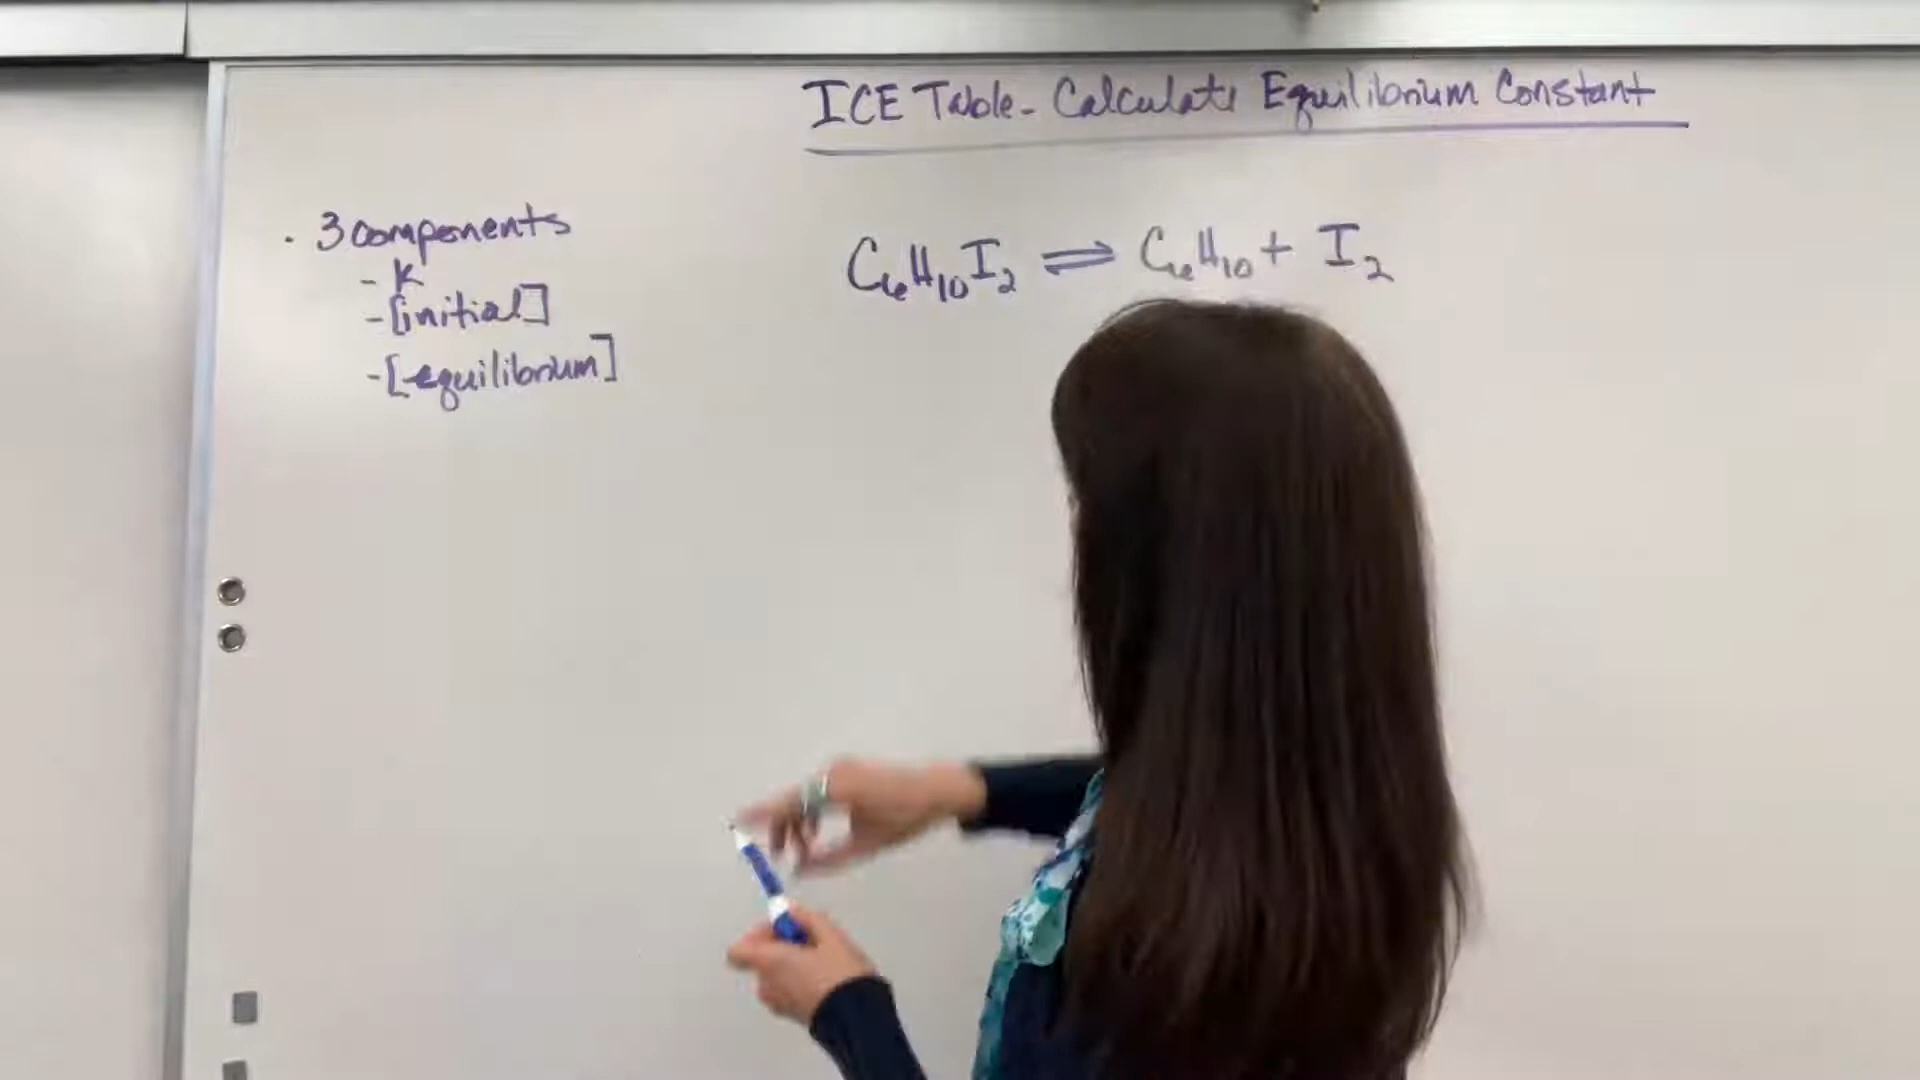 ICE Table - Calculate Equilibrium Constant
· 3 components
- K
- [initial]
- [equilibrium]
C₆H₁₀I₂ ⇌ C₆H₁₀ + I₂